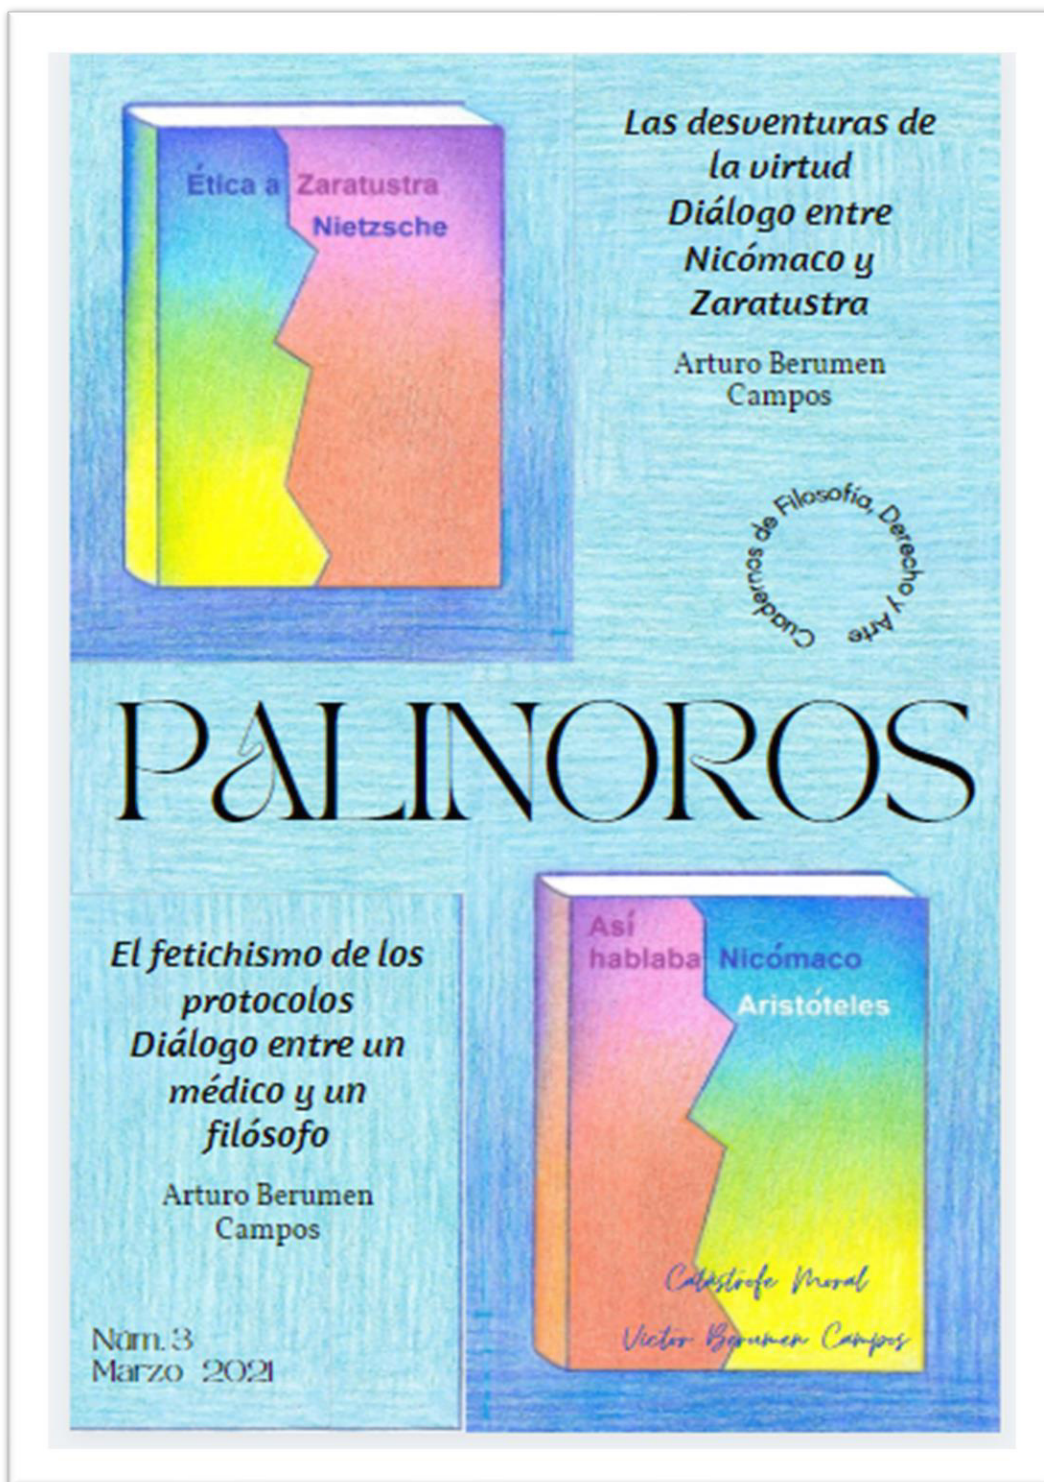 Ética a Zaratustra
Nietzsche
Las desventuras de
la virtud
Diálogo entre
Nicómaco y
Zaratustra
Arturo Berumen
Campos
Cuadernos de Filosofía, Derecho y Arte
PALINOROS
El fetichismo de los
protocolos
Diálogo entre un
médico y un
filósofo
Arturo Berumen
Campos
Núm. 3
Marzo 2021
Así
hablaba Nicómaco
Aristóteles
Catástrofe Moral
Victor Berumen Campos